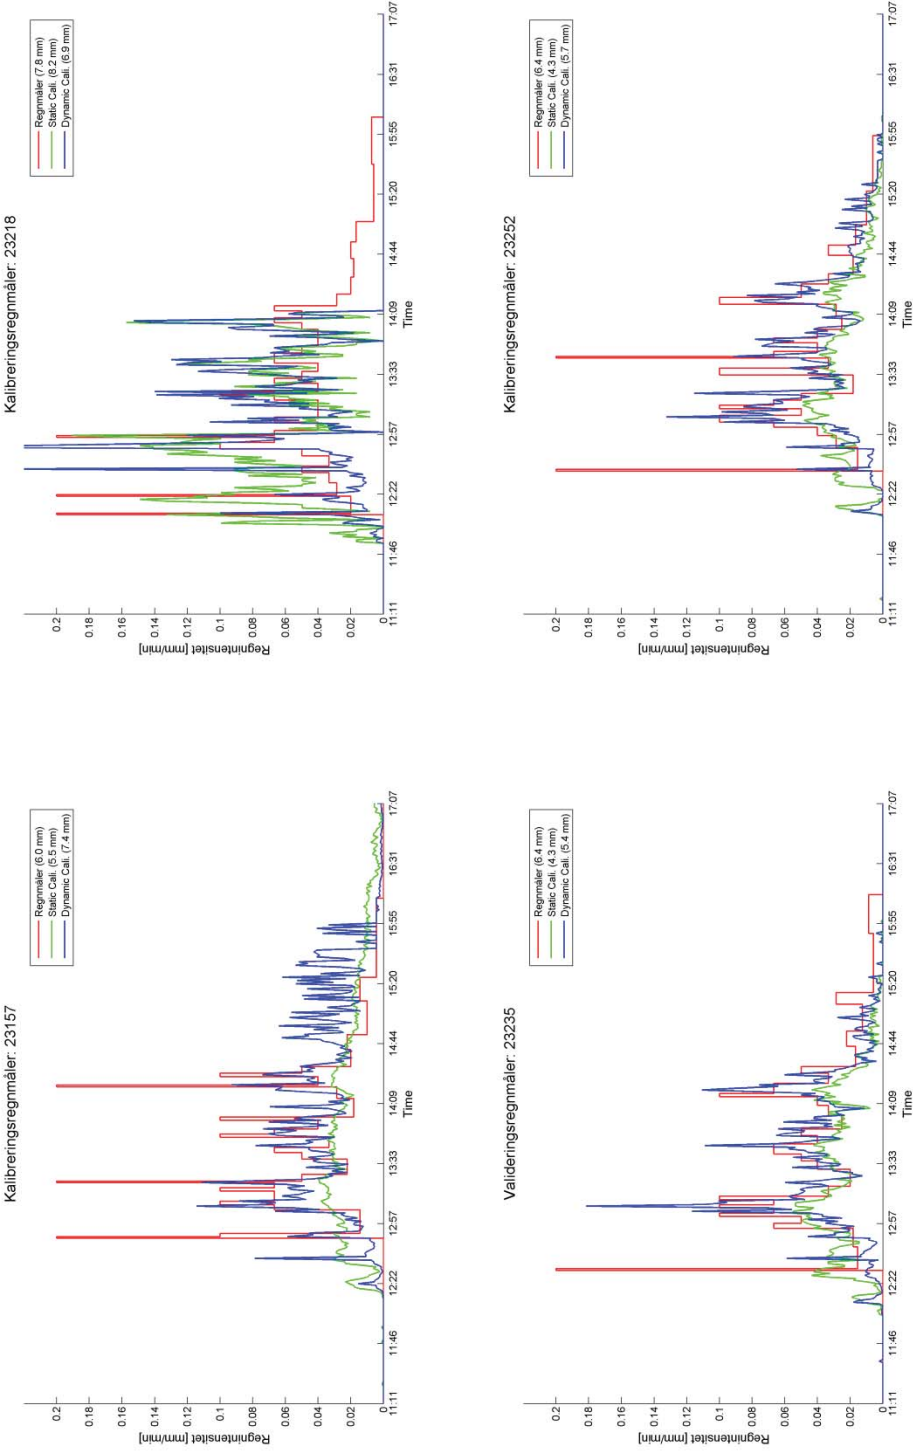 Kalibreringsregnmåler: 23157
Regnmåler (6.0 mm)
Static Cali. (5.5 mm)
Dynamic Cali. (7.4 mm)
Regnintensitet [mm/min]
0.2
0.18
0.16
0.14
0.12
0.1
0.08
0.06
0.04
0.02
0
11:11 11:46 12:22 12:57 13:33 14:09 14:44 15:20 15:55 16:31 17:07
Time
Kalibreringsregnmåler: 23218
Regnmåler (7.8 mm)
Static Cali. (8.2 mm)
Dynamic Cali. (6.9 mm)
Regnintensitet [mm/min]
0.2
0.18
0.16
0.14
0.12
0.1
0.08
0.06
0.04
0.02
0
11:11 11:46 12:22 12:57 13:33 14:09 14:44 15:20 15:55 16:31 17:07
Time
Valideringsregnmåler: 23235
Regnmåler (6.4 mm)
Static Cali. (4.3 mm)
Dynamic Cali. (5.4 mm)
Regnintensitet [mm/min]
0.2
0.18
0.16
0.14
0.12
0.1
0.08
0.06
0.04
0.02
0
11:11 11:46 12:22 12:57 13:33 14:09 14:44 15:20 15:55 16:31 17:07
Time
Kalibreringsregnmåler: 23252
Regnmåler (6.4 mm)
Static Cali. (4.3 mm)
Dynamic Cali. (5.7 mm)
Regnintensitet [mm/min]
0.2
0.18
0.16
0.14
0.12
0.1
0.08
0.06
0.04
0.02
0
11:11 11:46 12:22 12:57 13:33 14:09 14:44 15:20 15:55 16:31 17:07
Time